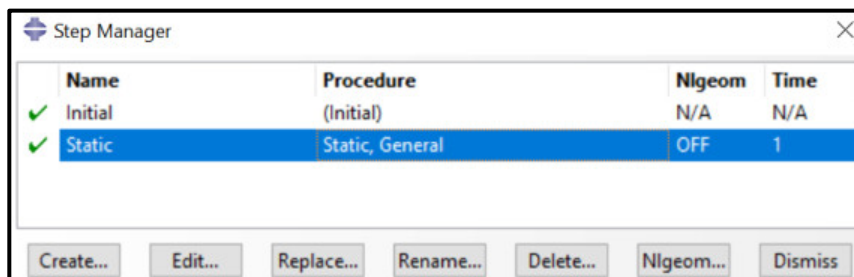 Step Manager
Name Procedure Nlgeom Time
Initial (Initial) N/A N/A
Static Static, General OFF 1
Create... Edit... Replace... Rename... Delete... Nlgeom... Dismiss